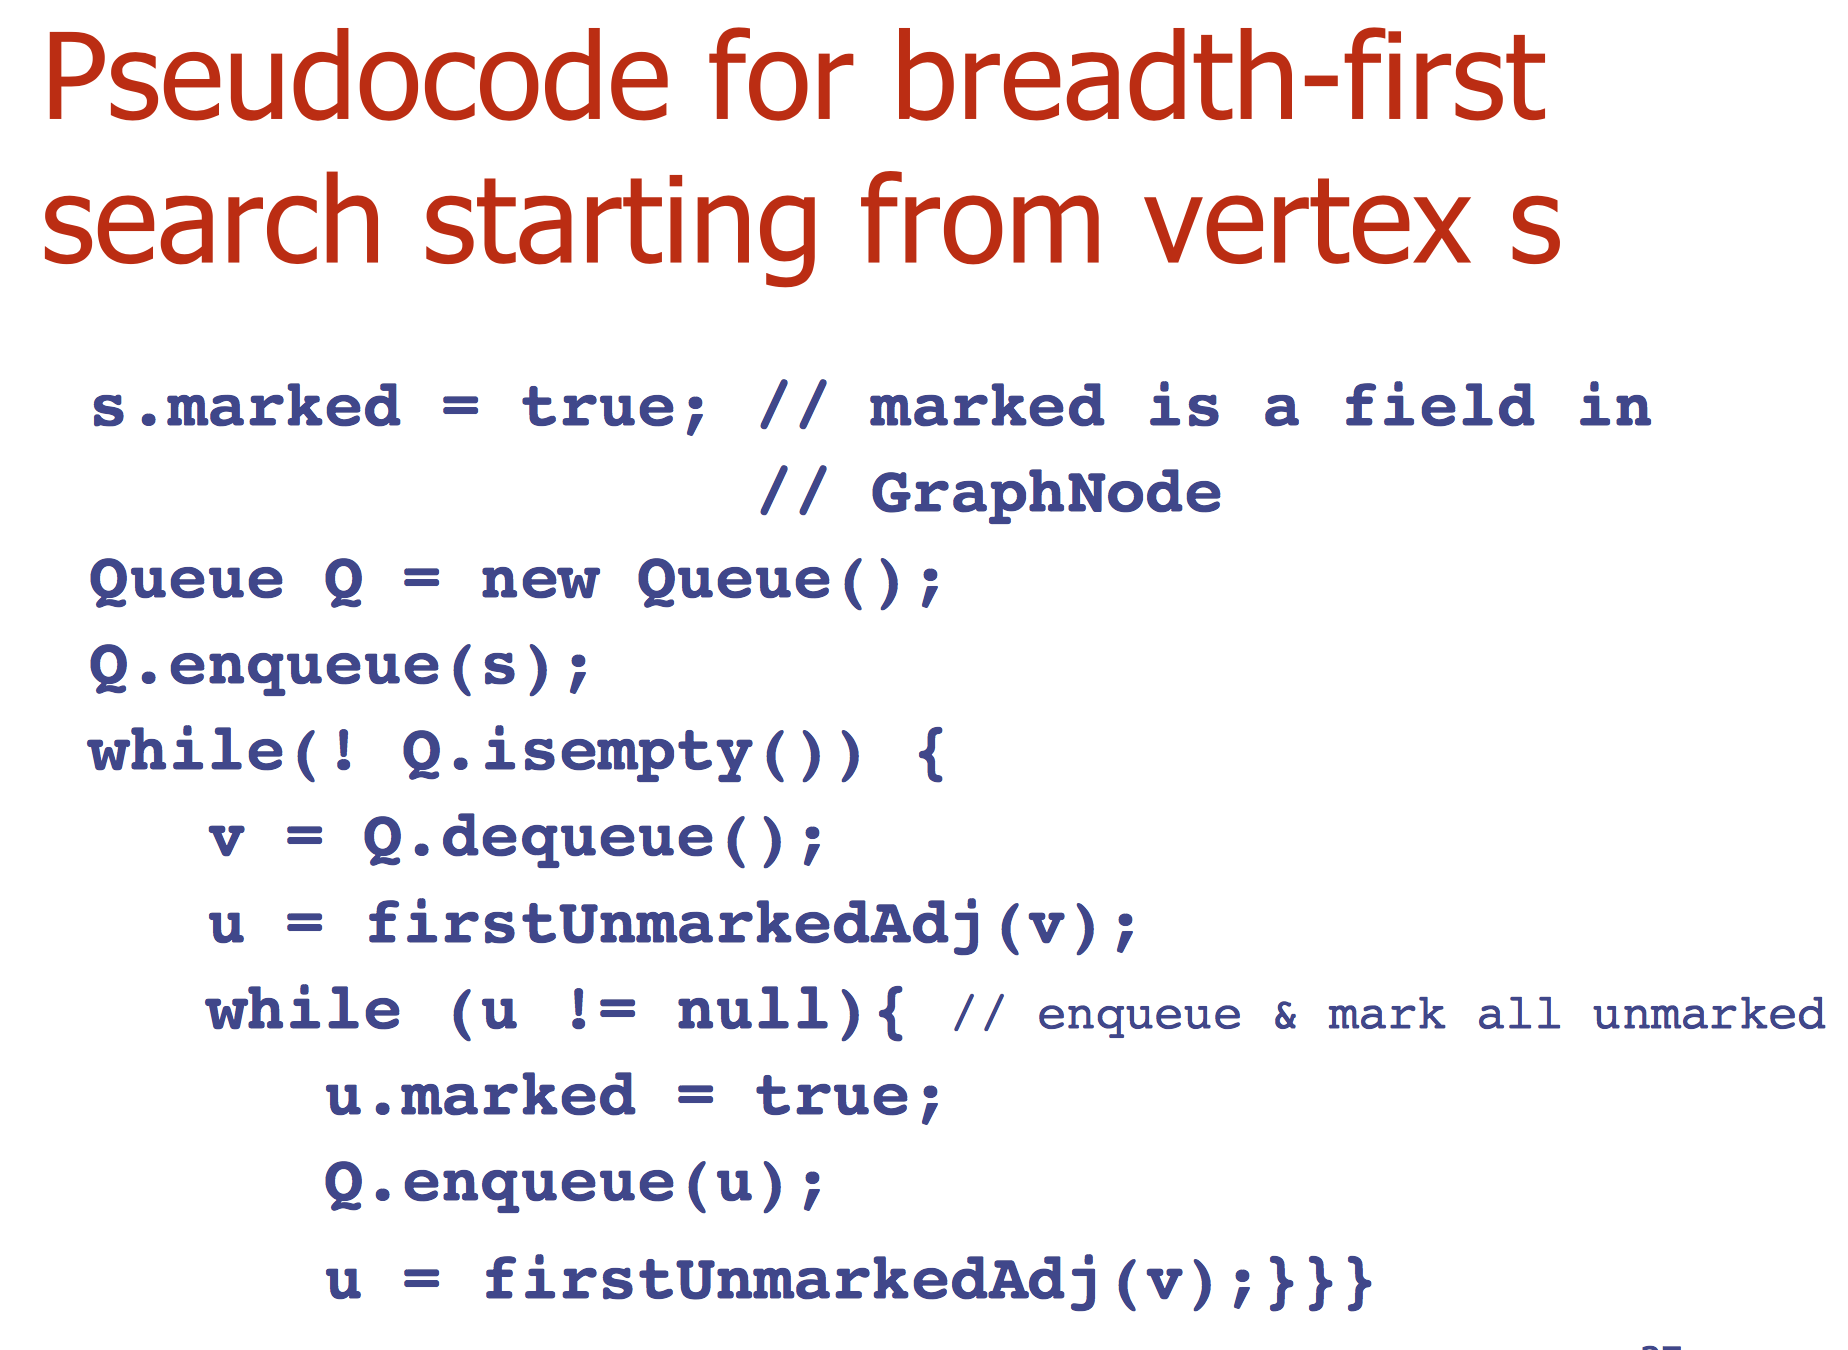 Pseudocode for breadth-first
search starting from vertex s
s.marked = true; // marked is a field in
// GraphNode
Queue Q = new Queue();
Q.enqueue(s);
while(! Q.isempty()) {
v = Q.dequeue();
u = firstUnmarkedAdj(v);
while (u != null){ // enqueue & mark all unmarked
u.marked = true;
Q.enqueue(u);
u = firstUnmarkedAdj(v);}}}